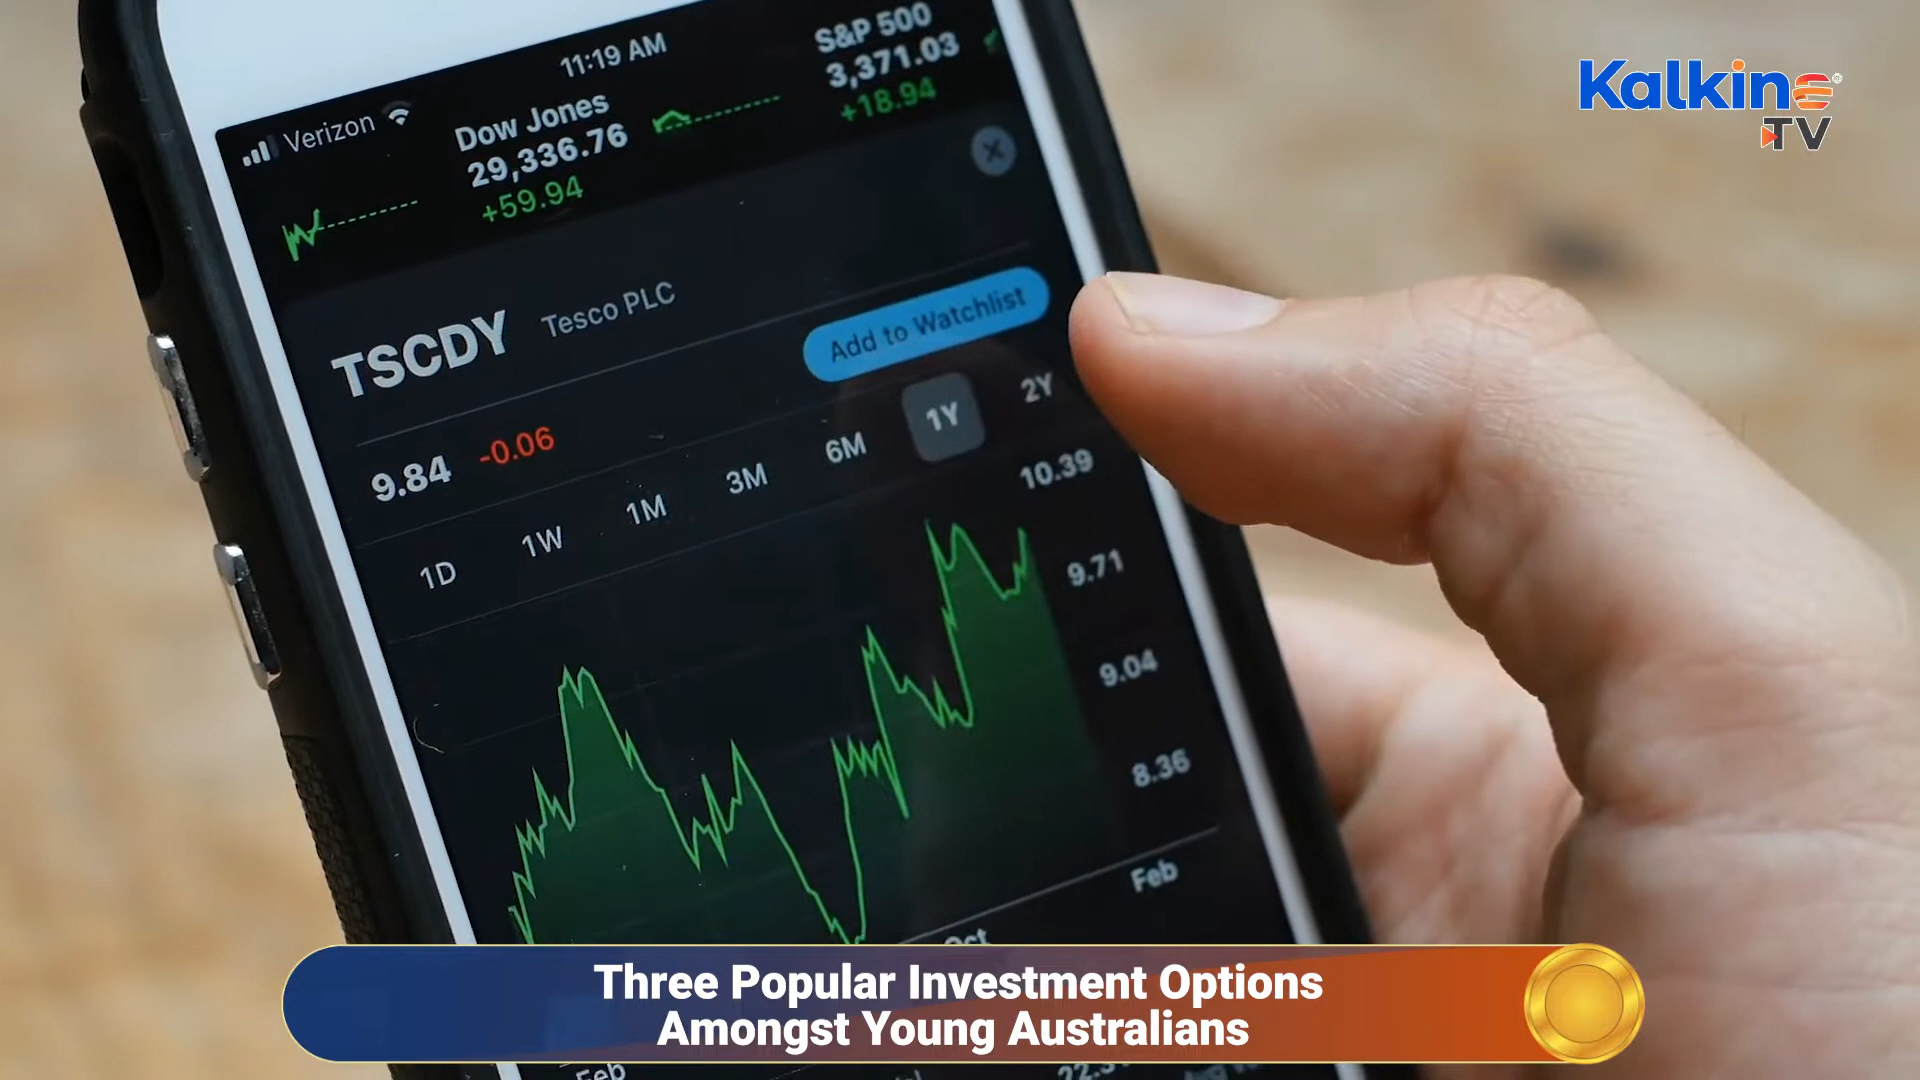 Kalkine
TV
11:19 AM
Verizon
Dow Jones
29,336.76
+59.94
S&P 500
3,371.03
+18.94
TSCDY Tesco PLC
Add to Watchlist
9.84 -0.06
1D 1W 1M 3M 6M 1Y 2Y
10.39
9.71
9.04
8.36
Oct
Feb
Three Popular Investment Options
Amongst Young Australians
Feb